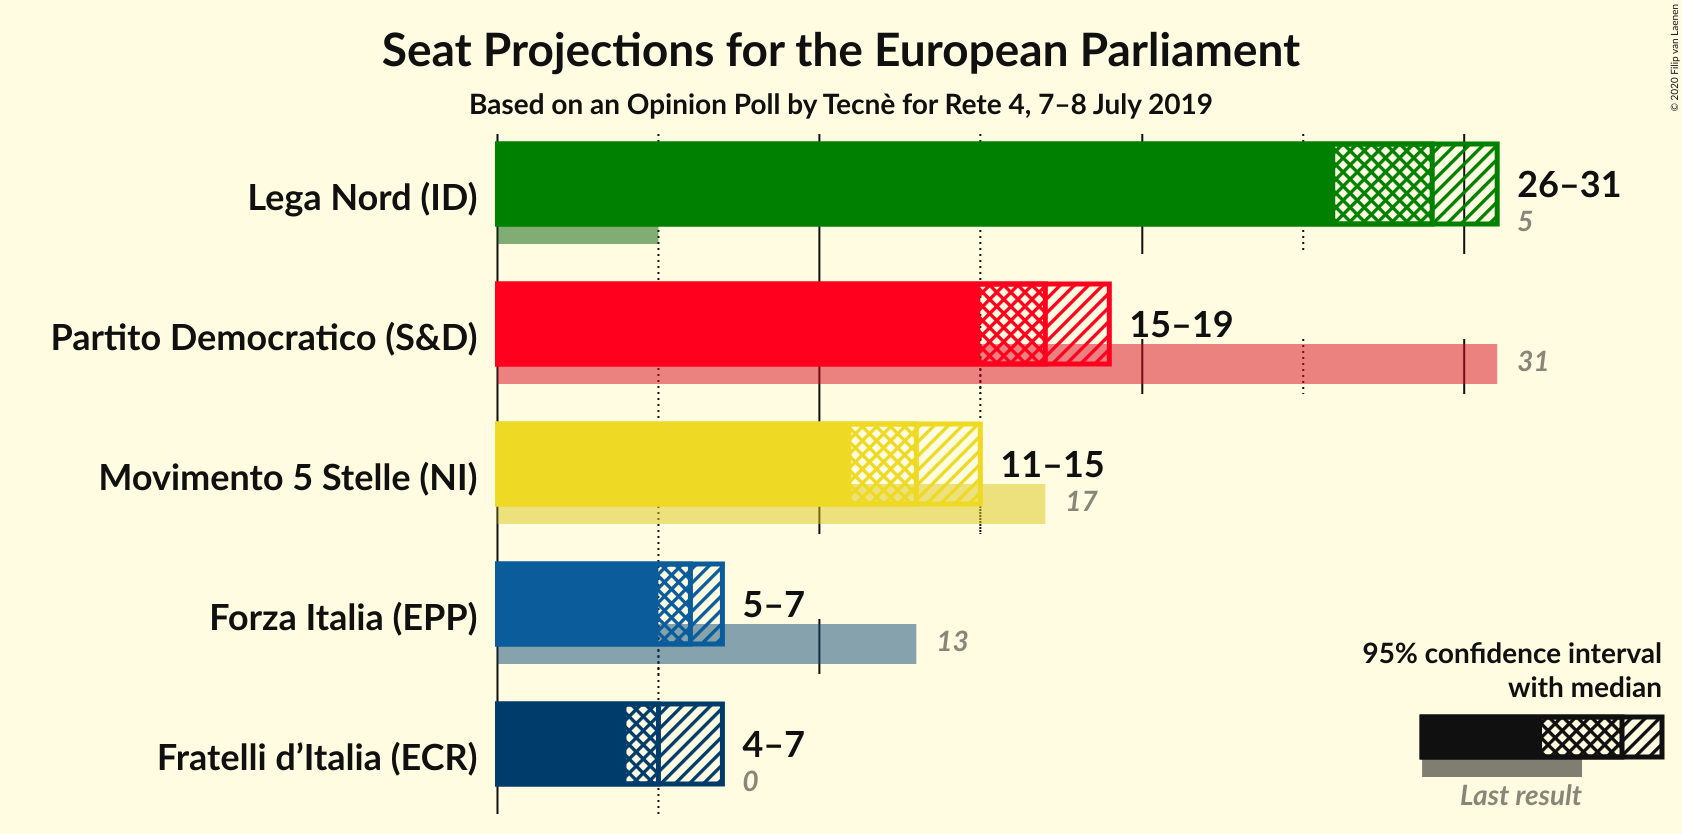 Seat Projections for the European Parliament
Based on an Opinion Poll by Tecnè for Rete 4, 7–8 July 2019
© 2020 Filip van Laenen
Lega Nord (ID)
26–31
5
Partito Democratico (S&D)
15–19
31
Movimento 5 Stelle (NI)
11–15
17
Forza Italia (EPP)
5–7
13
Fratelli d’Italia (ECR)
4–7
0
95% confidence interval
with median
Last result